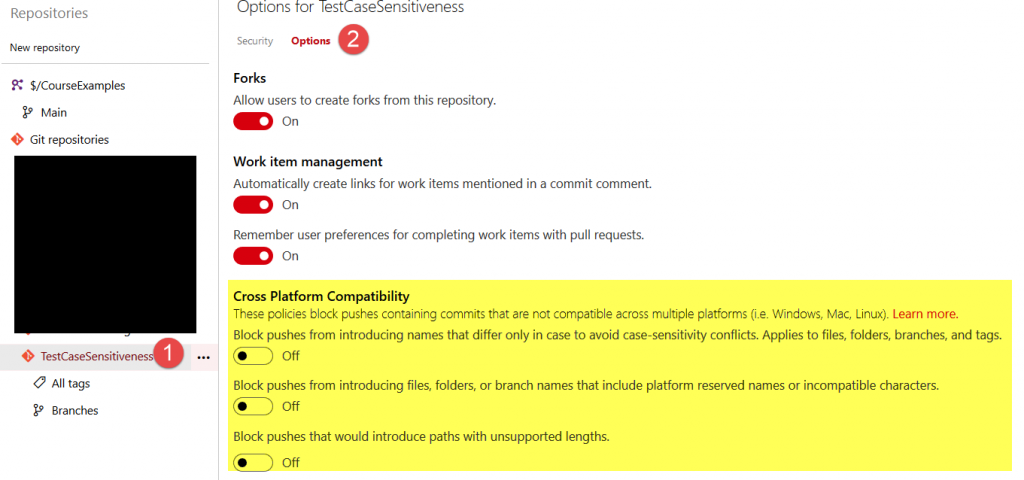 Repositories
New repository
$/CourseExamples
Main
Git repositories
TestCaseSensitiveness 1 ...
All tags
Branches
Options for TestCaseSensitiveness
Security Options 2
Forks
Allow users to create forks from this repository.
On
Work item management
Automatically create links for work items mentioned in a commit comment.
On
Remember user preferences for completing work items with pull requests.
On
Cross Platform Compatibility
These policies block pushes containing commits that are not compatible across multiple platforms (i.e. Windows, Mac, Linux). Learn more.
Block pushes from introducing names that differ only in case to avoid case-sensitivity conflicts. Applies to files, folders, branches, and tags.
Off
Block pushes from introducing files, folders, or branch names that include platform reserved names or incompatible characters.
Off
Block pushes that would introduce paths with unsupported lengths.
Off